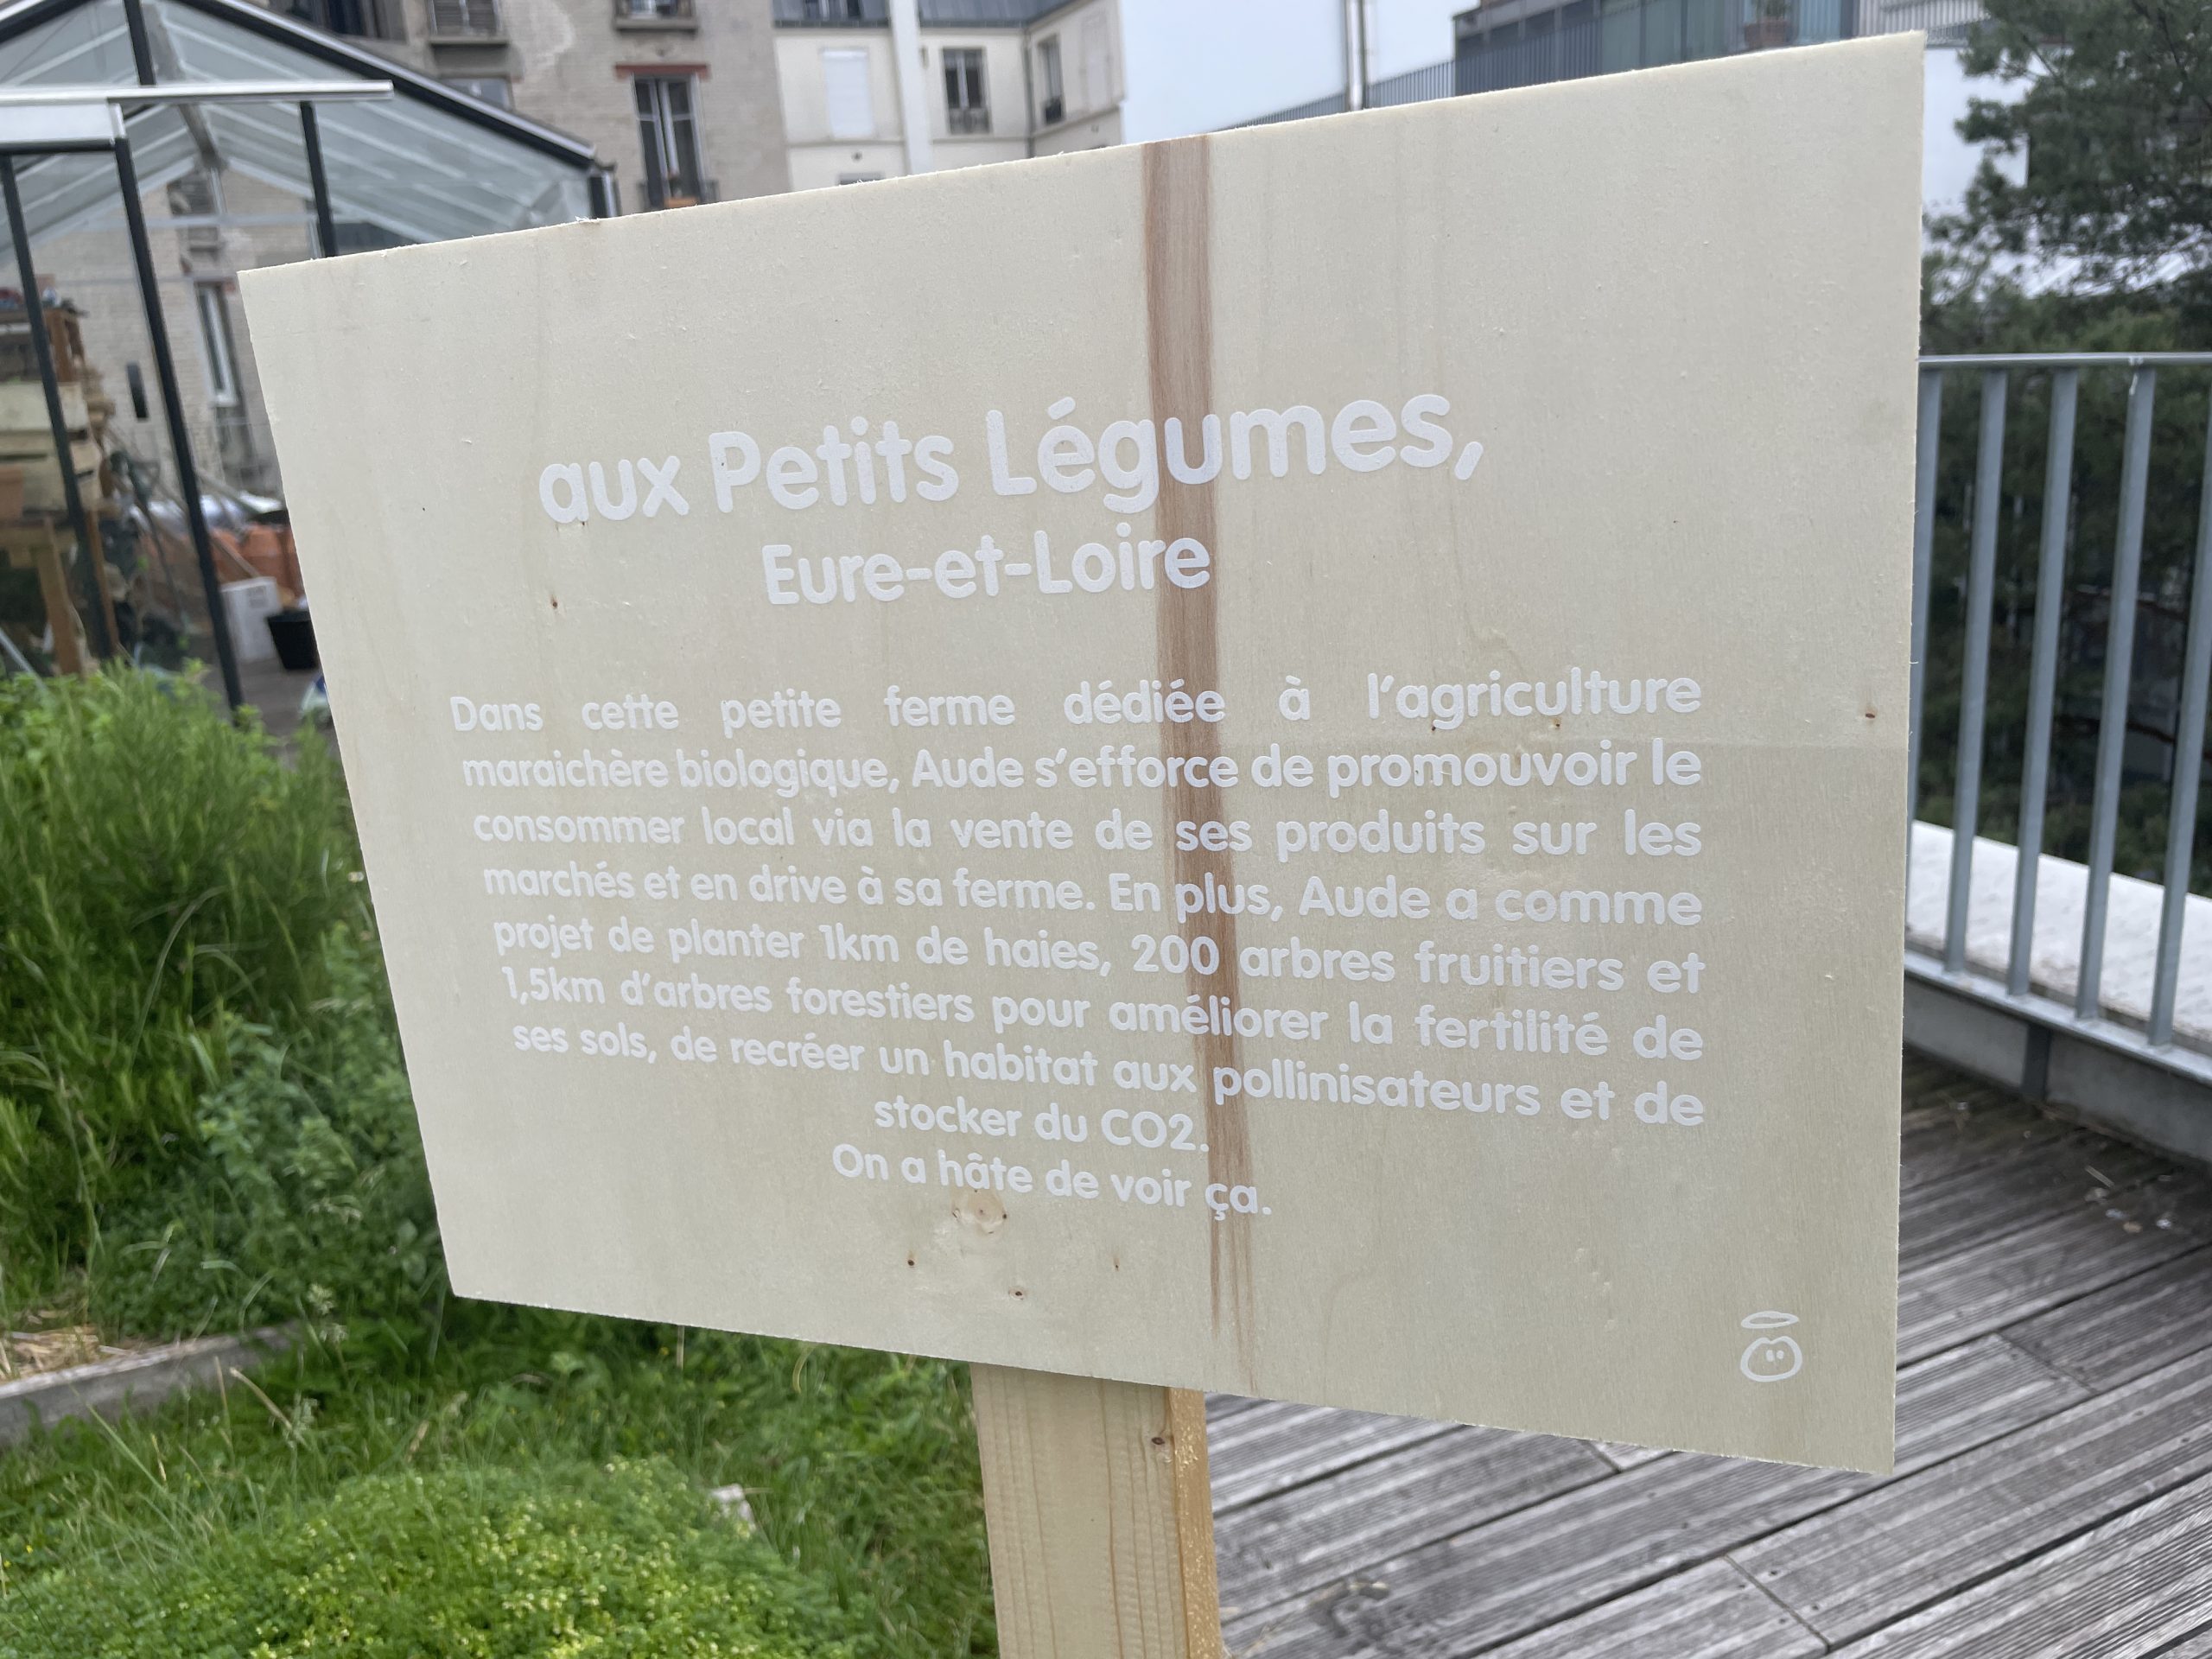 aux Petits Légumes,
Eure-et-Loire
Dans cette petite ferme dédiée à l'agriculture
maraichère biologique, Aude s'efforce de promouvoir le
consommer local via la vente de ses produits sur les
marchés et en drive à sa ferme. En plus, Aude a comme
projet de planter 1km de haies, 200 arbres fruitiers et
1,5km d'arbres forestiers pour améliorer la fertilité de
ses sols, de recréer un habitat aux pollinisateurs et de
stocker du CO2.
On a hâte de voir ça.